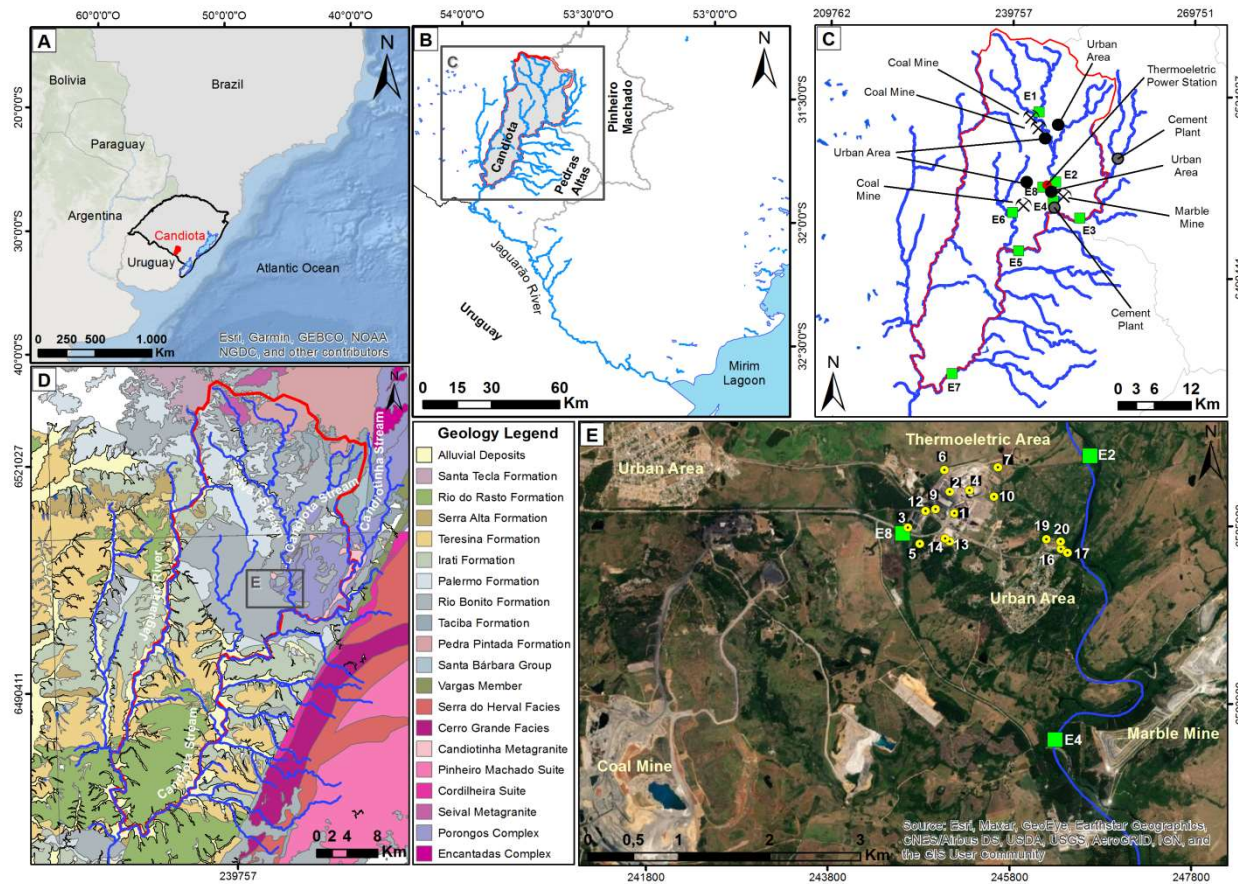 600°0'0"
500°0'0"
400°0'0"
A
N
Bolivia
Brazil
20°0'0"S
Paraguay
Argentina
30°0'0"S
Candiota
Uruguay
Atlantic Ocean
0 250 500 1.000
Km
Esri, Garmin, GEBCO, NOAA
NGDC, and other contributors
40°0'0"S
54°0'0"O
53°30'0"O
53°0'0"O
B
N
C
Candiota
Pinheiro
Machado
Pedras
Altas
31°30'0"S
32°0'0"S
32°30'0"S
Jaguarão River
Uruguay
Mirim
Lagoon
0 15 30 60
Km
209762
239757
269751
C
Urban
Area
Coal Mine
Coal Mine
E1
Thermoeletric
Power Station
Cement
Plant
Urban Area
E2
Urban
Area
E8
E4
Coal
Mine
E6
E3
Marble
Mine
E5
Cement
Plant
E7
N
0 3 6 12
Km
D
N
6521027
6490411
Candiotinha Stream
Candiota Stream
Jaguarão River
E
Candiota Stream
0 2 4 8
Km
239757
Geology Legend
Alluvial Deposits
Santa Tecla Formation
Rio do Rasto Formation
Serra Alta Formation
Teresina Formation
Irati Formation
Palermo Formation
Rio Bonito Formation
Taciba Formation
Pedra Pintada Formation
Santa Bárbara Group
Vargas Member
Serra do Herval Facies
Cerro Grande Facies
Candiotinha Metagranite
Pinheiro Machado Suite
Cordilheira Suite
Seival Metagranite
Porongos Complex
Encantadas Complex
E
N
Thermoeletric Area
Urban Area
6
7
E2
2
4
9
10
12
1
3
E8
5
14
13
19
20
16
17
Urban Area
E4
Marble Mine
Coal Mine
0 0,5 1 2 3
Km
Source: Esri, Maxar, GeoEye, Earthstar Geographics,
CNES/Airbus DS, USDA, USGS, AeroGRID, IGN, and
the GIS User Community
241800
243800
245800
247800